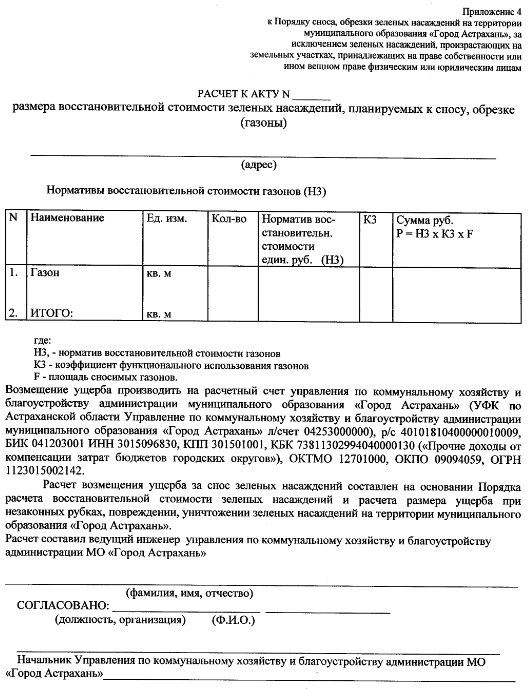 Приложение 4
к Порядку сноса, обрезки зеленых насаждений на территории
муниципального образования «Город Астрахань», за
исключением зеленых насаждений, произрастающих на
земельных участках, принадлежащих на праве собственности или
ином вещном праве физическим или юридическим лицам
РАСЧЕТ К АКТУ N ______
размера восстановительной стоимости зеленых насаждений, планируемых к сносу, обрезке
(газоны)
(адрес)
Нормативы восстановительной стоимости газонов (Н3)
N Наименование Ед. изм. Кол-во Норматив вос- К3 Сумма руб.
становительн. Р = Н3 х К3 х F
стоимости
един. руб. (Н3)
1. Газон кв. м
2. ИТОГО: кв. м
где:
Н3, - норматив восстановительной стоимости газонов
К3 - коэффициент функционального использования газонов
F - площадь сносимых газонов.
Возмещение ущерба производить на расчетный счет управления по коммунальному хозяйству и
благоустройству администрации муниципального образования «Город Астрахань» (УФК по
Астраханской области Управление по коммунальному хозяйству и благоустройству администрации
муниципального образования «Город Астрахань» л/счет 04253000000), р/с 40101810400000010009,
БИК 041203001 ИНН 3015096830, КПП 301501001, КБК 73811302994040000130 («Прочие доходы от
компенсации затрат бюджетов городских округов»), ОКТМО 12701000, ОКПО 09094059, ОГРН
1123015002142.
Расчет возмещения ущерба за снос зеленых насаждений составлен на основании Порядка
расчета восстановительной стоимости зеленых насаждений и расчета размера ущерба при
незаконных рубках, повреждении, уничтожении зеленых насаждений на территории муниципального
образования «Город Астрахань».
Расчет составил ведущий инженер управления по коммунальному хозяйству и благоустройству
администрации МО «Город Астрахань»
(фамилия, имя, отчество)
СОГЛАСОВАНО:
(должность, организация) (Ф.И.О.)
Начальник Управления по коммунальному хозяйству и благоустройству администрации МО
«Город Астрахань»